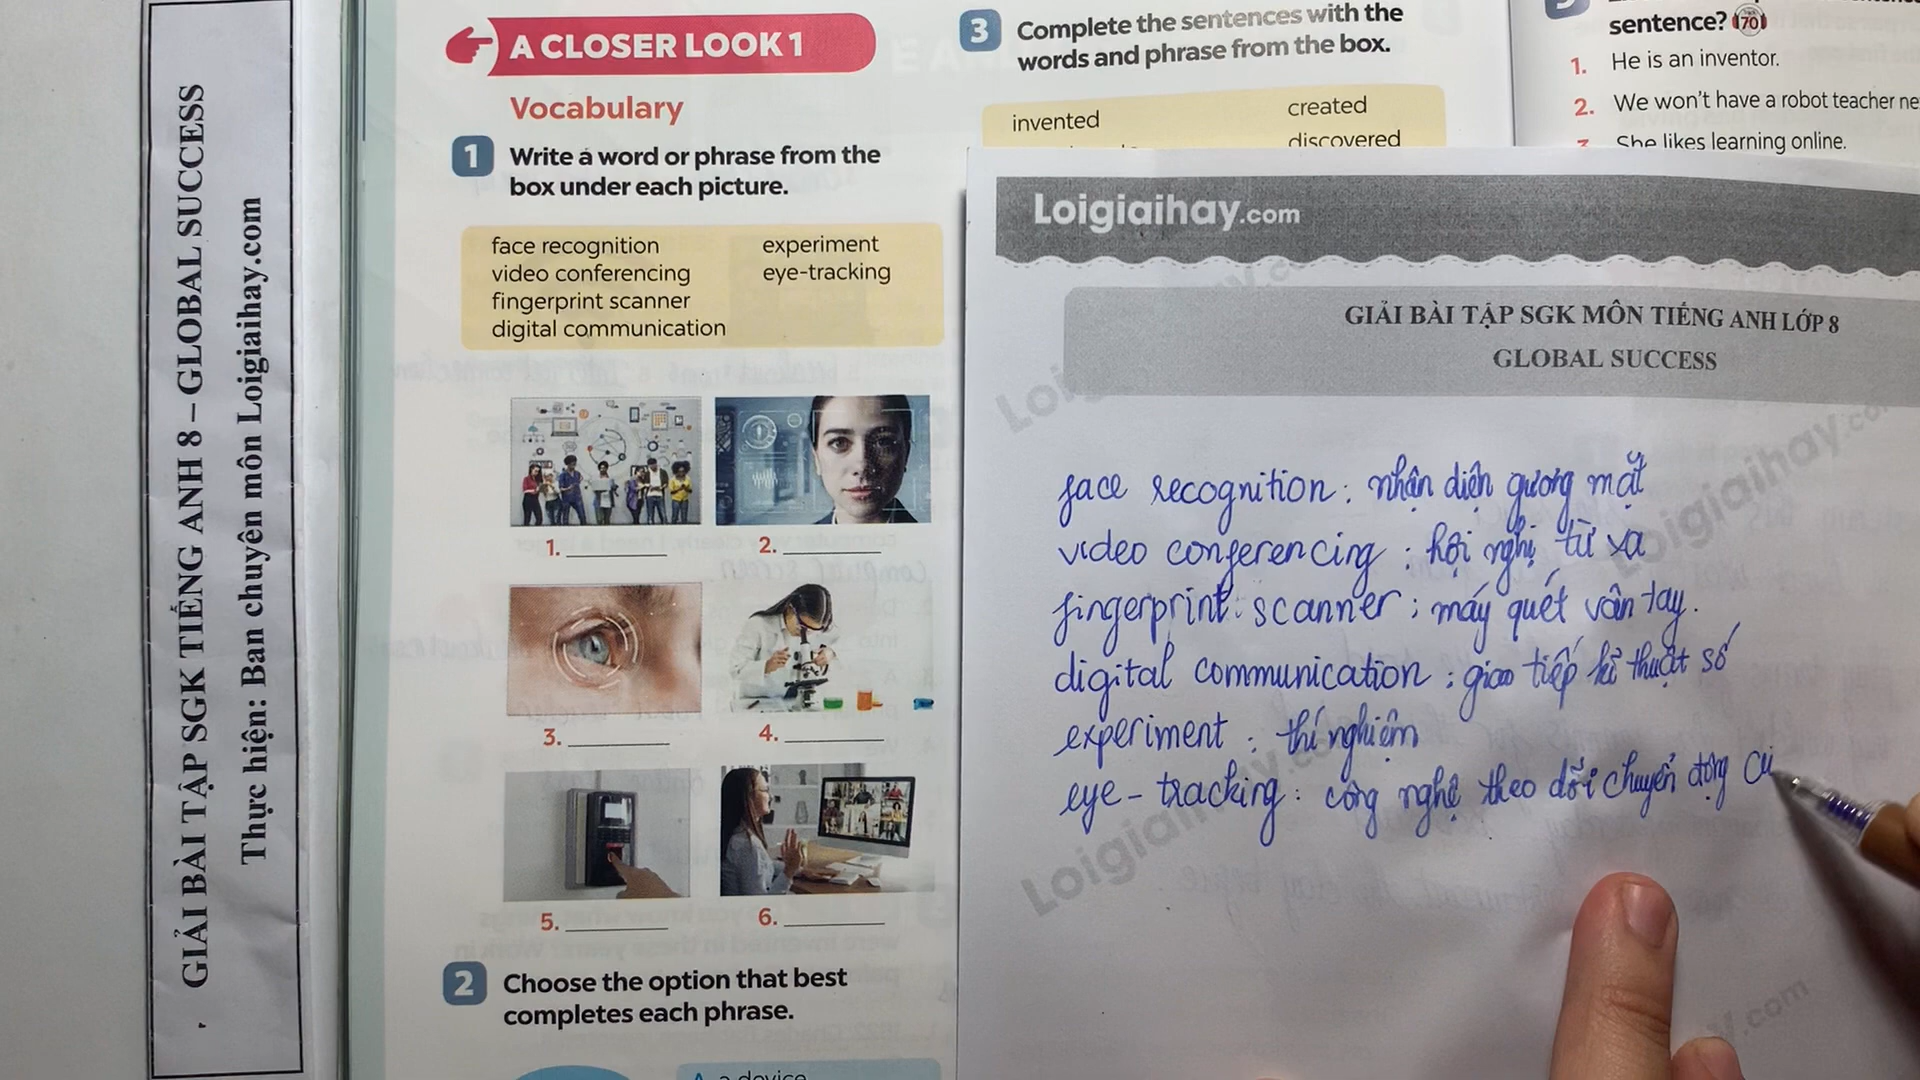 GIẢI BÀI TẬP SGK TIẾNG ANH 8 – GLOBAL SUCCESS
Thực hiện: Ban chuyên môn Loigiaihay.com
A CLOSER LOOK 1
Vocabulary
1 Write a word or phrase from the
box under each picture.
face recognition
video conferencing
fingerprint scanner
digital communication
experiment
eye-tracking
1.
2.
3.
4.
5.
6.
2 Choose the option that best
completes each phrase.
3 Complete the sentences with the
words and phrase from the box.
invented
created
discovered
sentence? 170
1. He is an inventor.
2. We won't have a robot teacher ne
She likes learning online.
Loigiaihay.com
GIẢI BÀI TẬP SGK MÔN TIẾNG ANH LỚP 8
GLOBAL SUCCESS
face recognition: nhận diện gương mặt
video conferencing: hội nghị từ xa
fingerprint scanner: máy quét vân tay.
digital communication: giao tiếp kĩ thuật số
experiment: thí nghiệm
eye-tracking: công nghệ theo dõi chuyển động củ
Loigiaihay.com
Loigiaihay.com